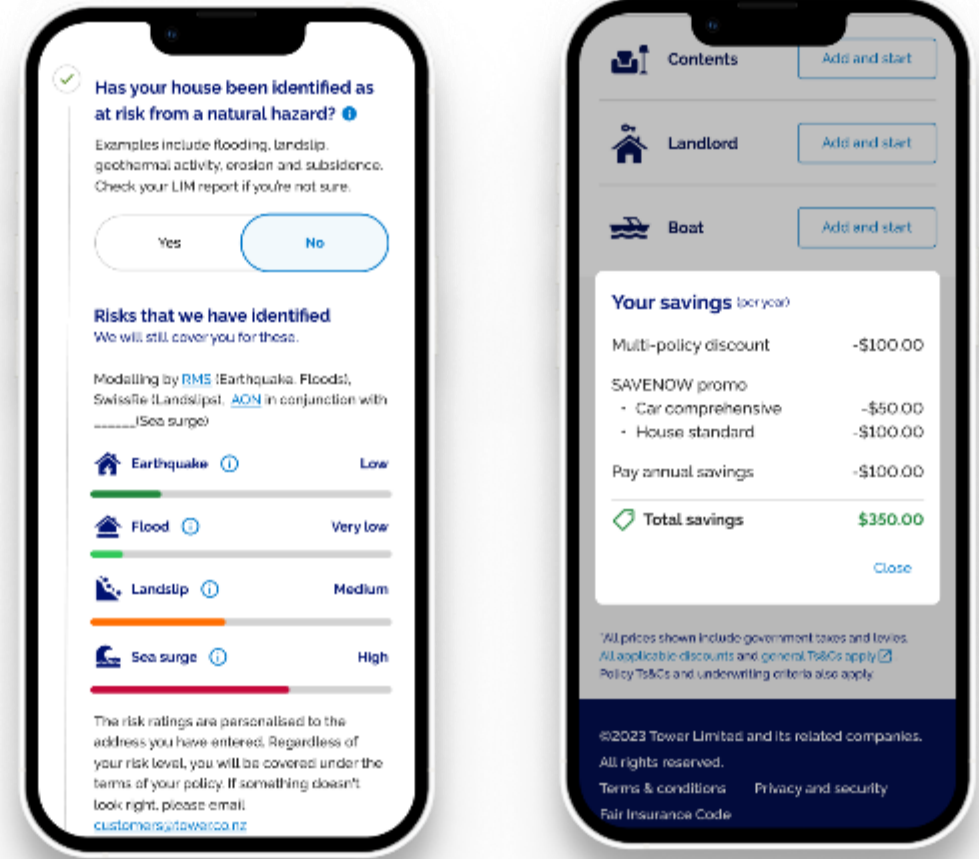 Has your house been identified as
at risk from a natural hazard?
Examples include flooding, landslip,
geothermal activity, erosion and subsidence.
Check your LIM report if you're not sure.
Yes
No
Risks that we have identified
We will still cover you for these.
Modelling by RMS (Earthquake, Floods),
SwissRe (Landslips), AON in conjunction with
______(Sea surge)
Earthquake Low
Flood Very low
Landslip Medium
Sea surge High
The risk ratings are personalised to the
address you have entered. Regardless of
your risk level, you will be covered under the
terms of your policy. If something doesn't
look right, please email
customers@tower.co.nz
Contents Add and start
Landlord Add and start
Boat Add and start
Your savings (per year)
Multi-policy discount -$100.00
SAVENOW promo
· Car comprehensive -$50.00
· House standard -$100.00
Pay annual savings -$100.00
Total savings $350.00
Close
*All prices shown include government taxes and levies.
All applicable discounts and general Ts&Cs apply
Policy Ts&Cs and underwriting criteria also apply
©2023 Tower Limited and its related companies.
All rights reserved.
Terms & conditions Privacy and security
Fair Insurance Code